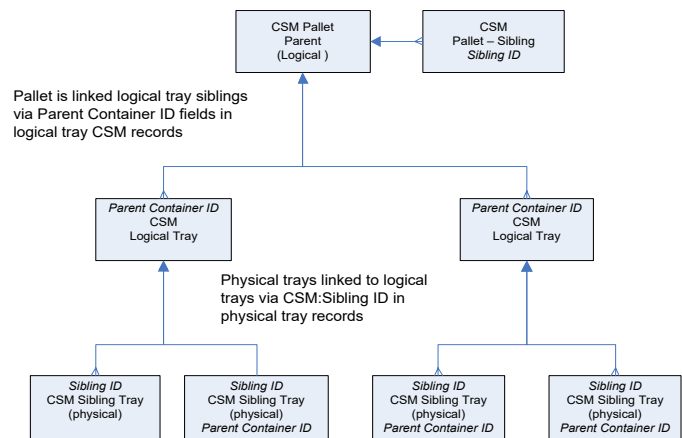 CSM Pallet
Parent
(Logical )
CSM
Pallet – Sibling
Sibling ID
Pallet is linked logical tray siblings
via Parent Container ID fields in
logical tray CSM records
Parent Container ID
CSM
Logical Tray
Parent Container ID
CSM
Logical Tray
Physical trays linked to logical
trays via CSM:Sibling ID in
physical tray records
Sibling ID
CSM Sibling Tray
(physical)
Sibling ID
CSM Sibling Tray
(physical)
Parent Container ID
Sibling ID
CSM Sibling Tray
(physical)
Parent Container ID
Sibling ID
CSM Sibling Tray
(physical)
Parent Container ID